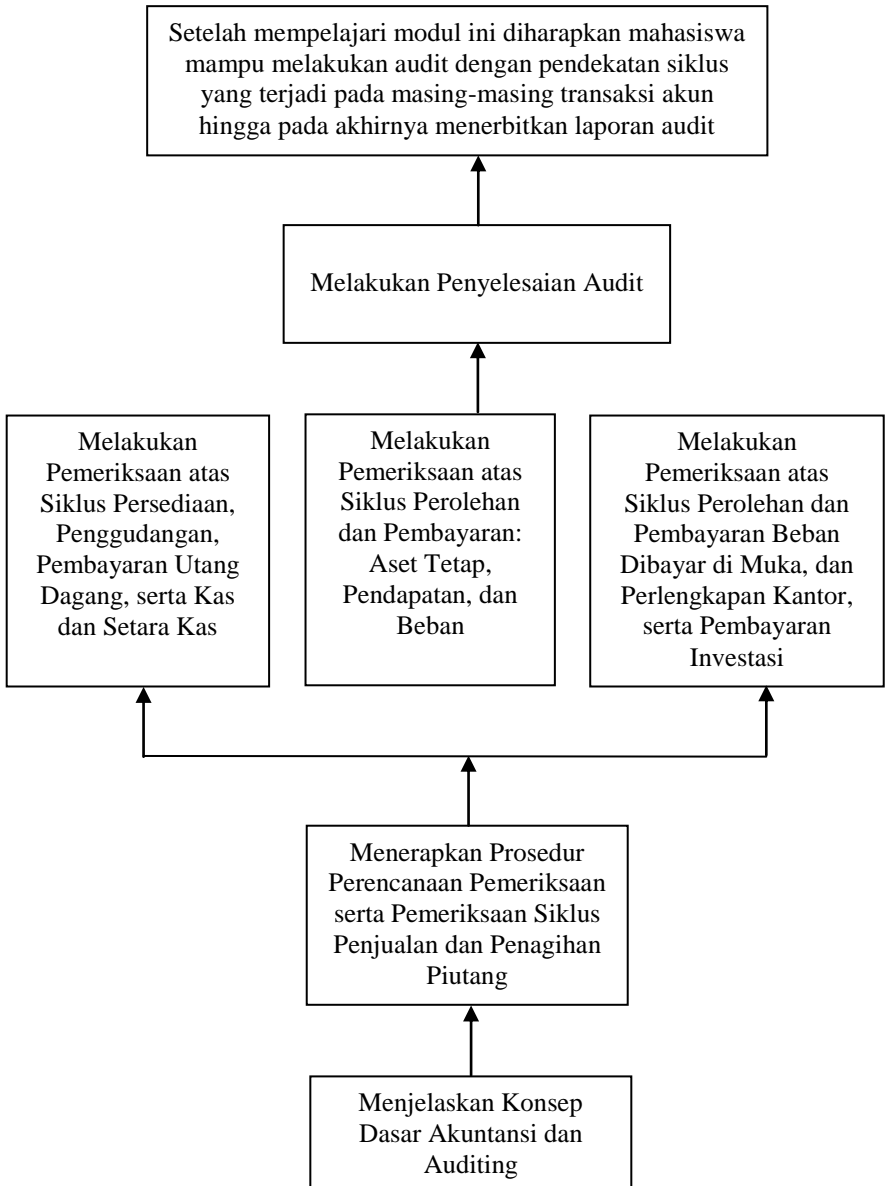 Setelah mempelajari modul ini diharapkan mahasiswa
mampu melakukan audit dengan pendekatan siklus
yang terjadi pada masing-masing transaksi akun
hingga pada akhirnya menerbitkan laporan audit
Melakukan Penyelesaian Audit
Melakukan
Pemeriksaan atas
Siklus Persediaan,
Penggudangan,
Pembayaran Utang
Dagang, serta Kas
dan Setara Kas
Melakukan
Pemeriksaan atas
Siklus Perolehan
dan Pembayaran:
Aset Tetap,
Pendapatan, dan
Beban
Melakukan
Pemeriksaan atas
Siklus Perolehan dan
Pembayaran Beban
Dibayar di Muka, dan
Perlengkapan Kantor,
serta Pembayaran
Investasi
Menerapkan Prosedur
Perencanaan Pemeriksaan
serta Pemeriksaan Siklus
Penjualan dan Penagihan
Piutang
Menjelaskan Konsep
Dasar Akuntansi dan
Auditing